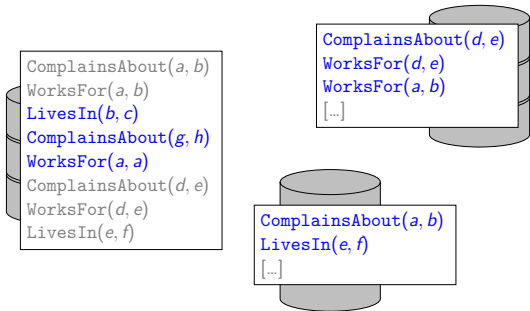 ComplainsAbout(a, b)
WorksFor(a, b)
LivesIn(b, c)
ComplainsAbout(g, h)
WorksFor(a, a)
ComplainsAbout(d, e)
WorksFor(d, e)
LivesIn(e, f)
ComplainsAbout(d, e)
WorksFor(d, e)
WorksFor(a, b)
[...]
ComplainsAbout(a, b)
LivesIn(e, f)
[...]